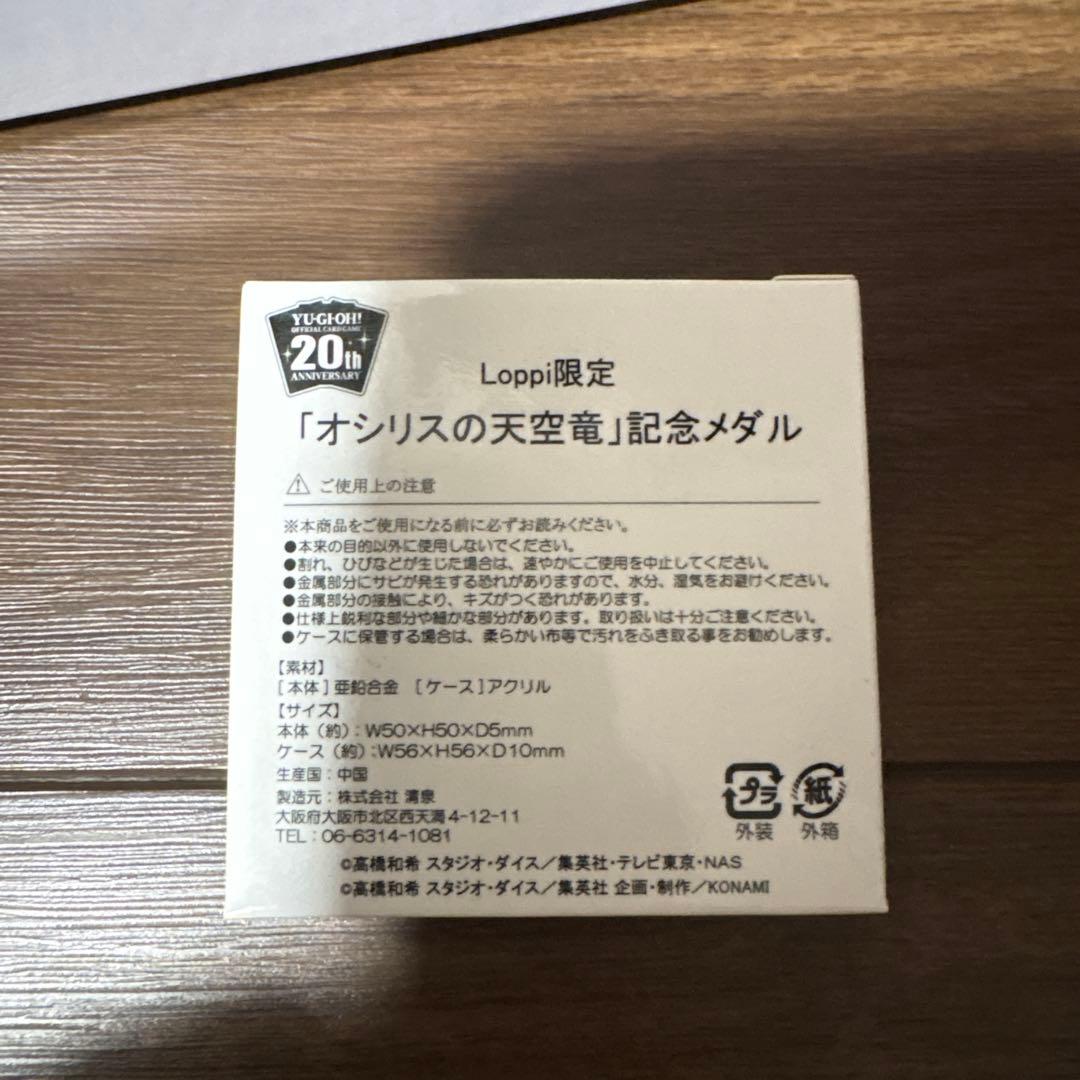 YU-GI-OH!
OFFICIAL CARD GAME
20th
ANNIVERSARY
Loppi限定
「オシリスの天空竜」記念メダル
⚠ ご使用上の注意
※本商品をご使用になる前に必ずお読みください。
●本来の目的以外に使用しないでください。
●割れ、ひびなどが生じた場合は、速やかにご使用を中止してください。
●金属部分にサビが発生する恐れがありますので、水分、湿気をお避けください。
●金属部分の接触により、キズがつく恐れがあります。
●仕様上鋭利な部分や細かな部分があります。取り扱いは十分ご注意ください。
●ケースに保管する場合は、柔らかい布等で汚れをふき取る事をお勧めします。
【素材】
[本体]亜鉛合金 [ケース]アクリル
【サイズ】
本体（約）：W50×H50×D5mm
ケース（約）：W56×H56×D10mm
生産国：中国
製造元：株式会社 清泉
大阪府大阪市北区西天満4-12-11
TEL：06-6314-1081
プラ 紙
外装 外箱
©高橋和希 スタジオ・ダイス／集英社・テレビ東京・NAS
©高橋和希 スタジオ・ダイス／集英社 企画・制作／KONAMI